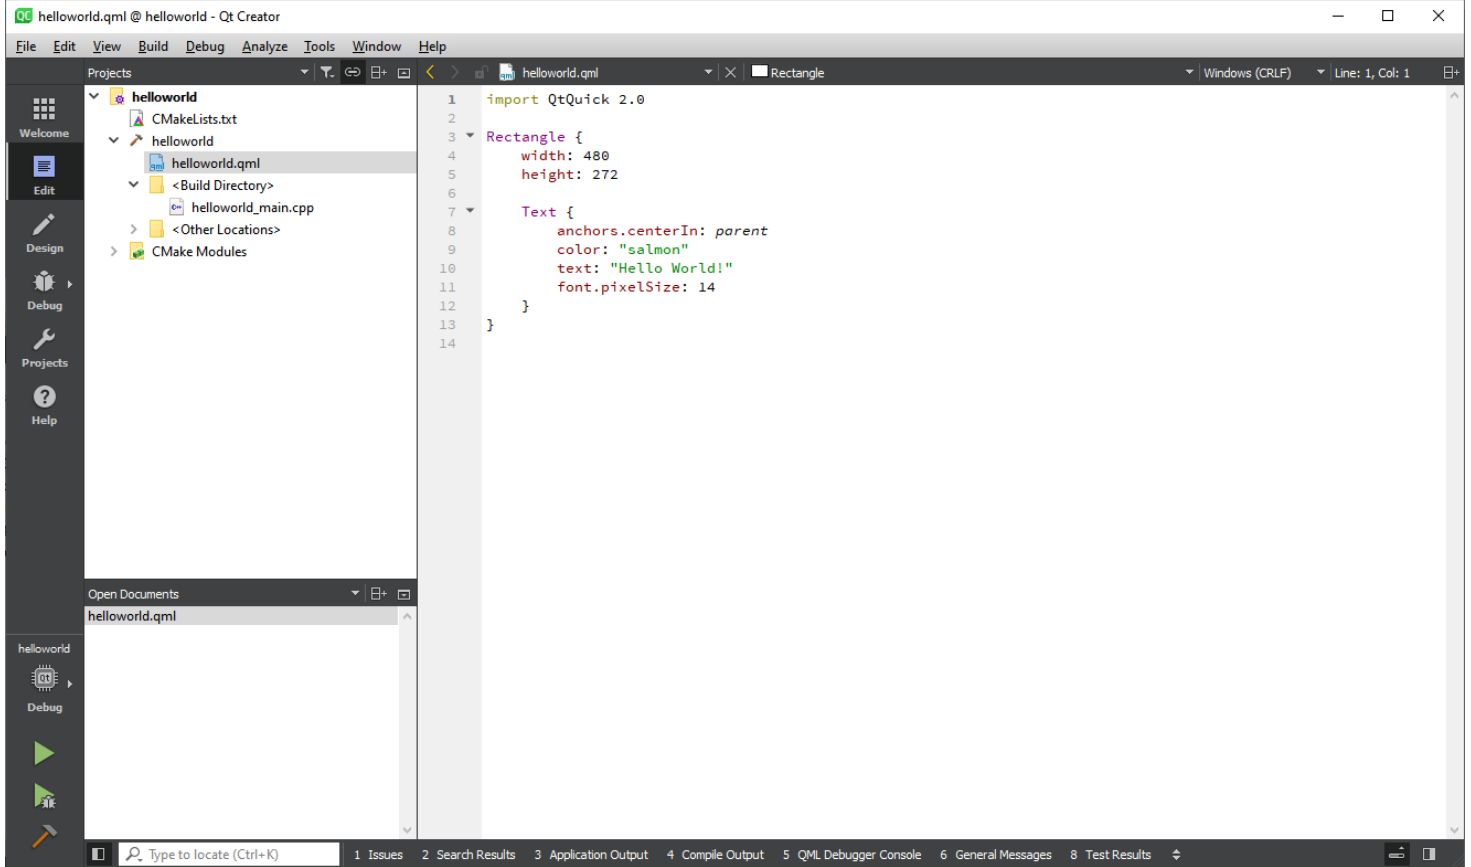 QC helloworld.qml @ helloworld - Qt Creator
File Edit View Build Debug Analyze Tools Window Help
Projects
helloworld.qml
Rectangle
Windows (CRLF)
Line: 1, Col: 1
Welcome
Edit
Design
Debug
Projects
Help
helloworld
CMakeLists.txt
helloworld
helloworld.qml
<Build Directory>
helloworld_main.cpp
<Other Locations>
CMake Modules
1 import QtQuick 2.0
2
3 Rectangle {
4 width: 480
5 height: 272
6
7 Text {
8 anchors.centerIn: parent
9 color: "salmon"
10 text: "Hello World!"
11 font.pixelSize: 14
12 }
13 }
14
Open Documents
helloworld.qml
helloworld
Qt
Debug
Type to locate (Ctrl+K)
1 Issues 2 Search Results 3 Application Output 4 Compile Output 5 QML Debugger Console 6 General Messages 8 Test Results